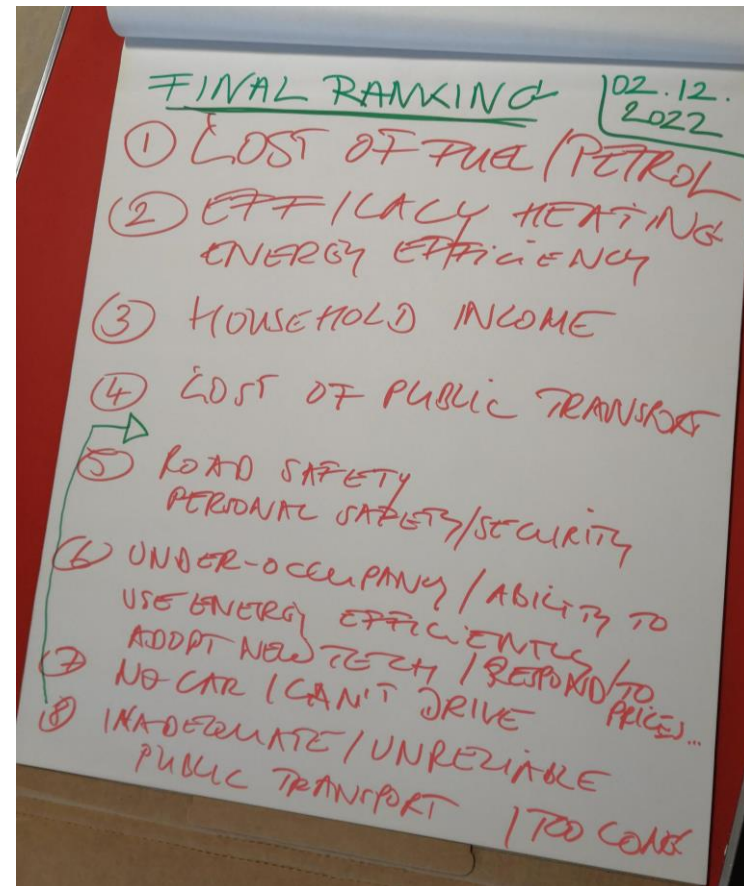 FINAL RANKING
02.12.
2022
① COST OF FUEL / PETROL
② EFFICACY HEATING
ENERGY EFFICIENCY
③ HOUSEHOLD INCOME
④ COST OF PUBLIC TRANSPORT
⑤ ROAD SAFETY
PERSONAL SAFETY/SECURITY
⑥ UNDER-OCCUPANCY / ABILITY TO
USE ENERGY EFFICIENTLY /
ADOPT NEW TECH / RESPOND TO
PRICES...
⑦ NO CAR / CAN'T DRIVE
⑧ INADEQUATE / UNRELIABLE
PUBLIC TRANSPORT / TOO